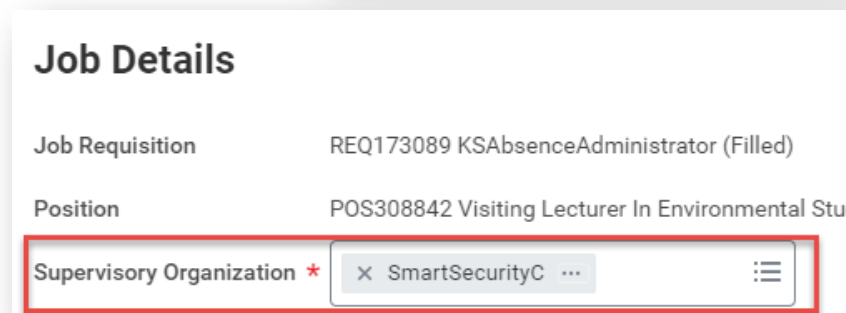 Job Details
Job Requisition REQ173089 KSAbsenceAdministrator (Filled)
Position POS308842 Visiting Lecturer In Environmental Stu
Supervisory Organization * × SmartSecurityC ...